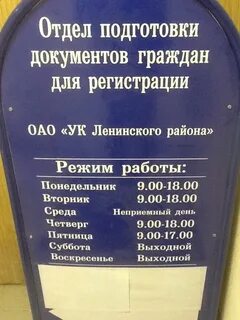 Отдел подготовки
документов граждан
для регистрации
ОАО «УК Ленинского района»
Режим работы:
Понедельник 9.00-18.00
Вторник 9.00-18.00
Среда Неприемный день
Четверг 9.00-18.00
Пятница 9.00-17.00
Суббота Выходной
Воскресенье Выходной